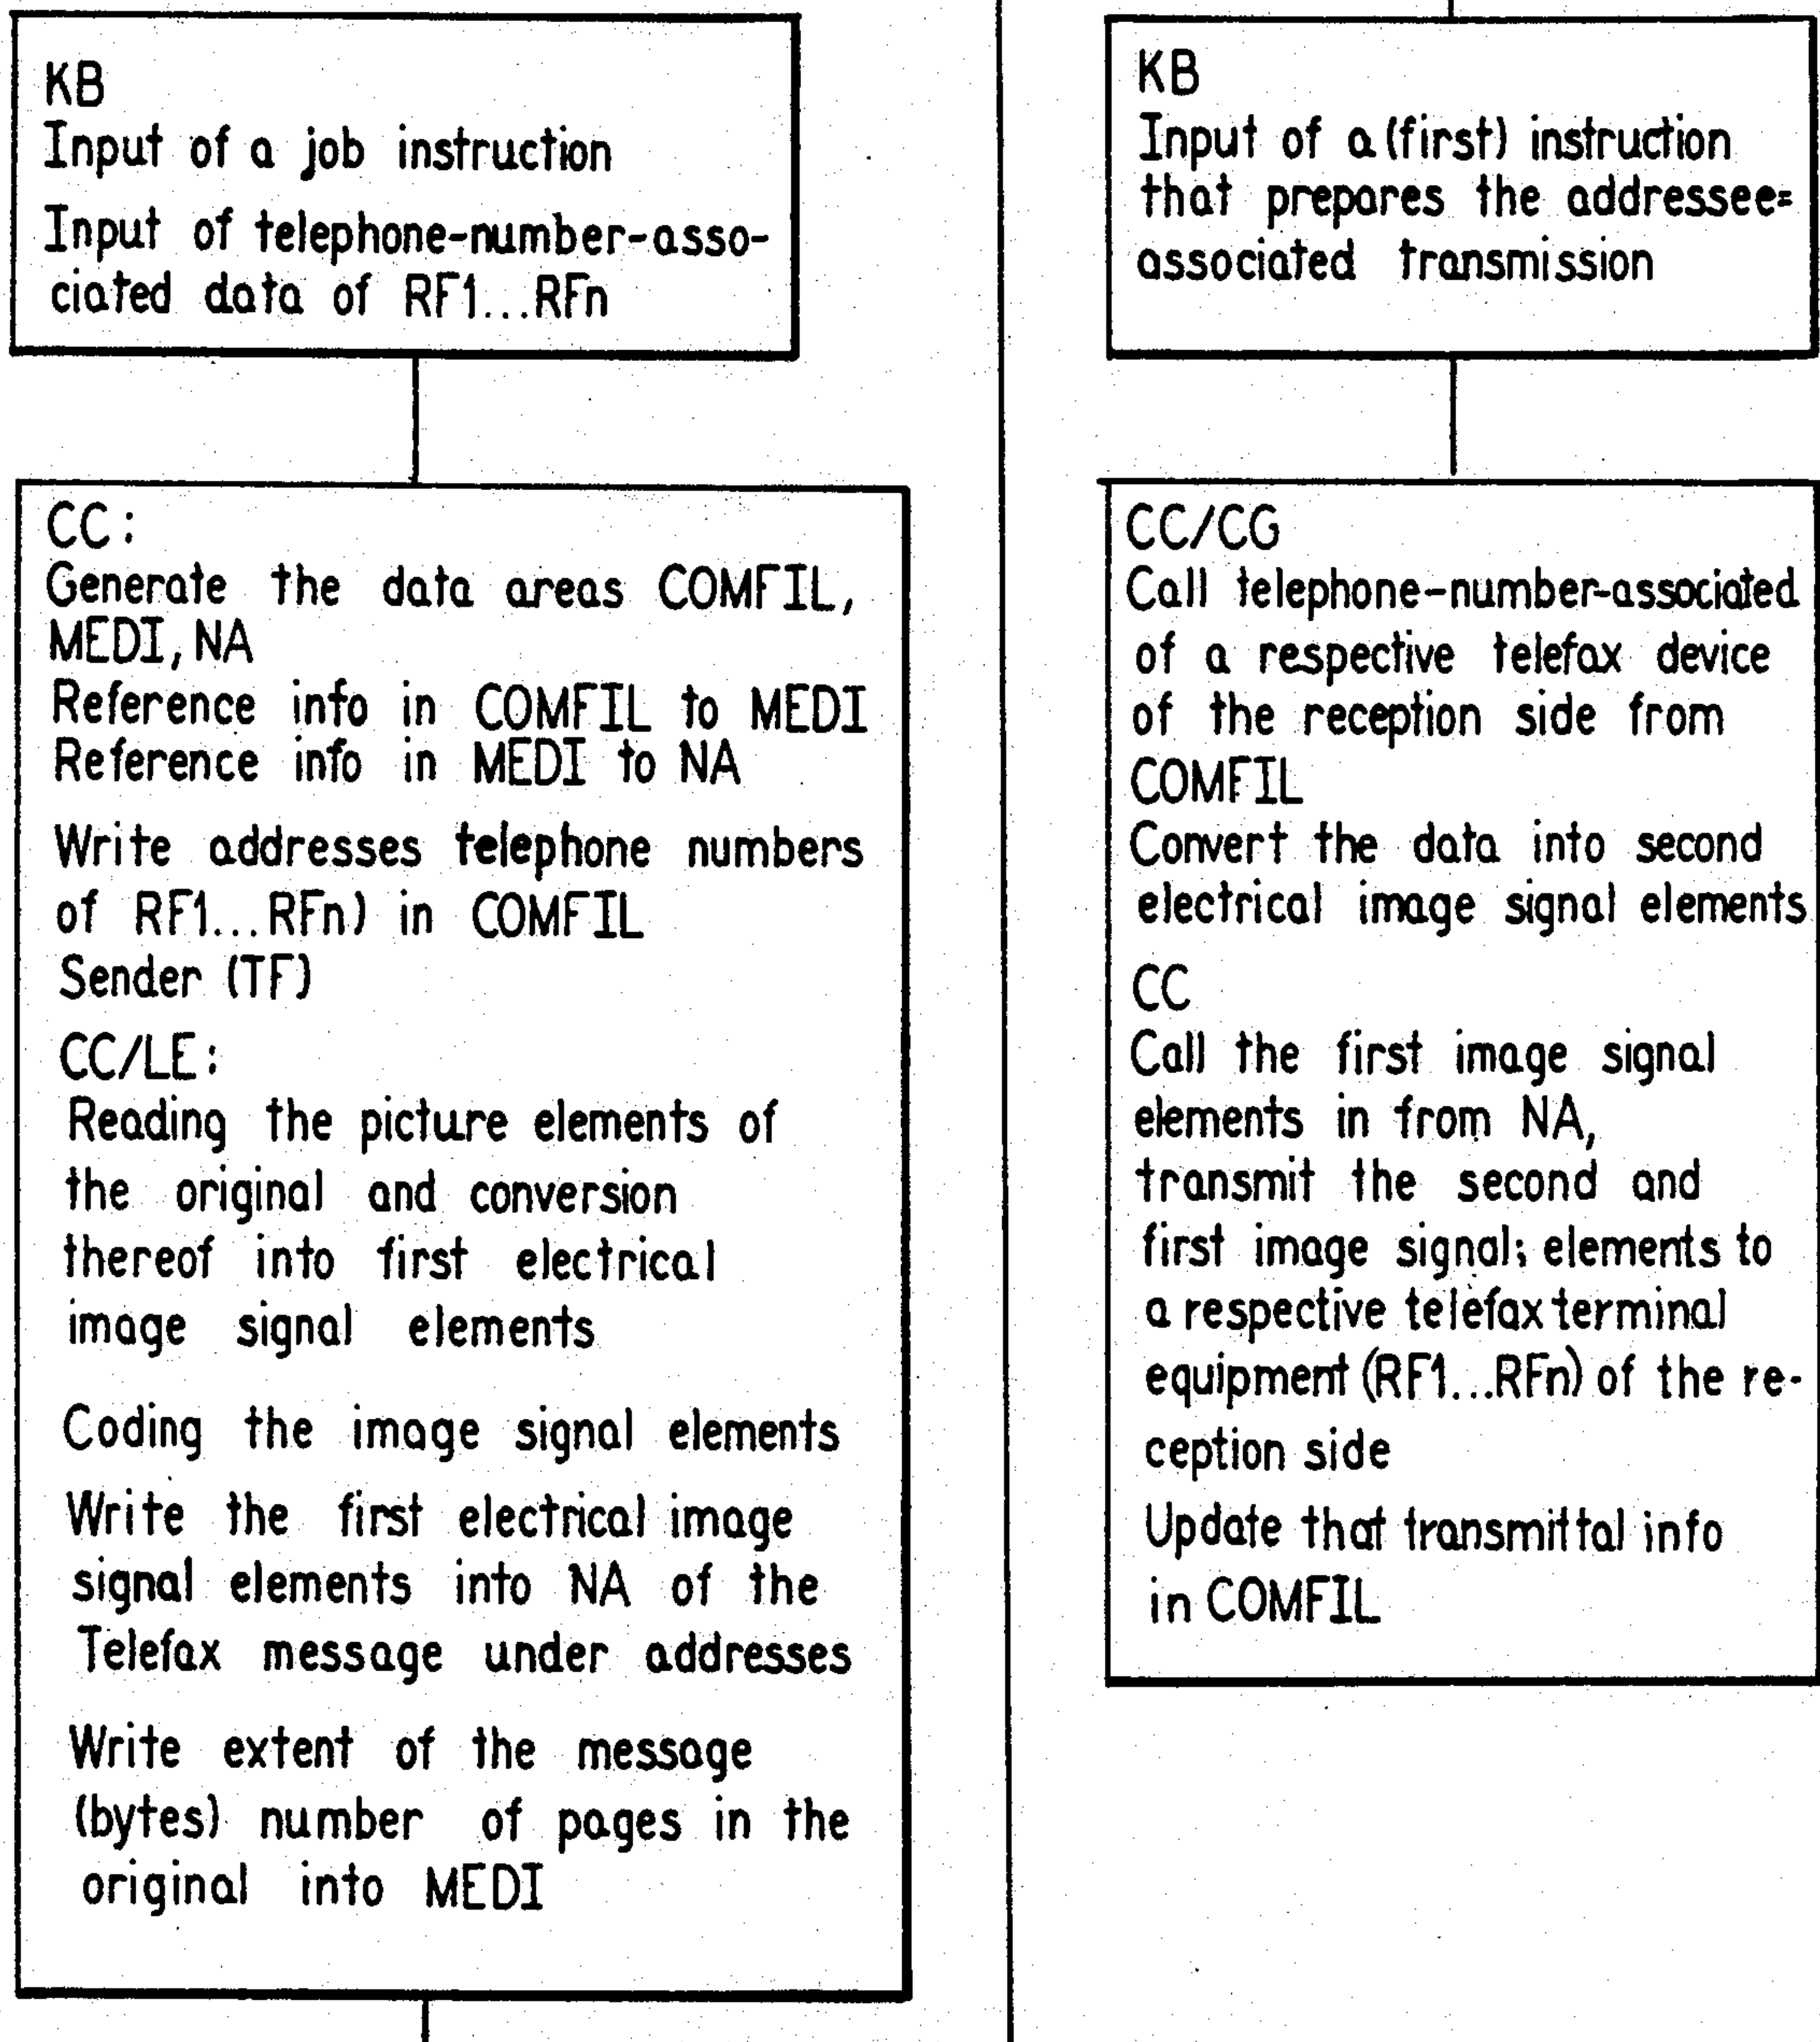 KB
Input of a job instruction
Input of telephone-number-asso-
ciated data of RF1...RFn
CC:
Generate the data areas COMFIL,
MEDI, NA
Reference info in COMFIL to MEDI
Reference info in MEDI to NA
Write addresses telephone numbers
of RF1...RFn) in COMFIL
Sender (TF)
CC/LE:
Reading the picture elements of
the original and conversion
thereof into first electrical
image signal elements
Coding the image signal elements
Write the first electrical image
signal elements into NA of the
Telefax message under addresses
Write extent of the message
(bytes) number of pages in the
original into MEDI
KB
Input of a (first) instruction
that prepares the addressee=
associated transmission
CC/CG
Call telephone-number-associated
of a respective telefax device
of the reception side from
COMFIL
Convert the data into second
electrical image signal elements
CC
Call the first image signal
elements in from NA,
transmit the second and
first image signal; elements to
a respective telefax terminal
equipment (RF1...RFn) of the re-
ception side
Update that transmittal info
in COMFIL